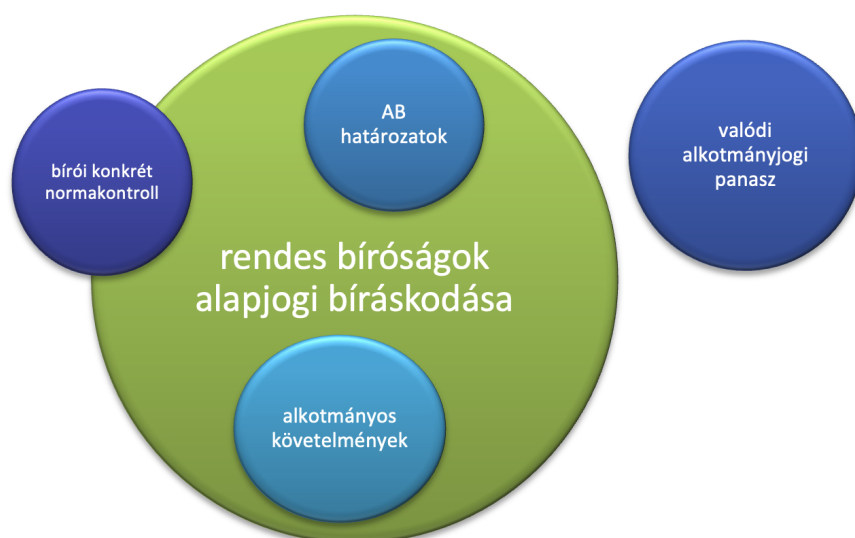 AB
határozatok
bírói konkrét
normakontroll
valódi
alkotmányjogi
panasz
rendes bíróságok
alapjogi bíráskodása
alkotmányos
követelmények